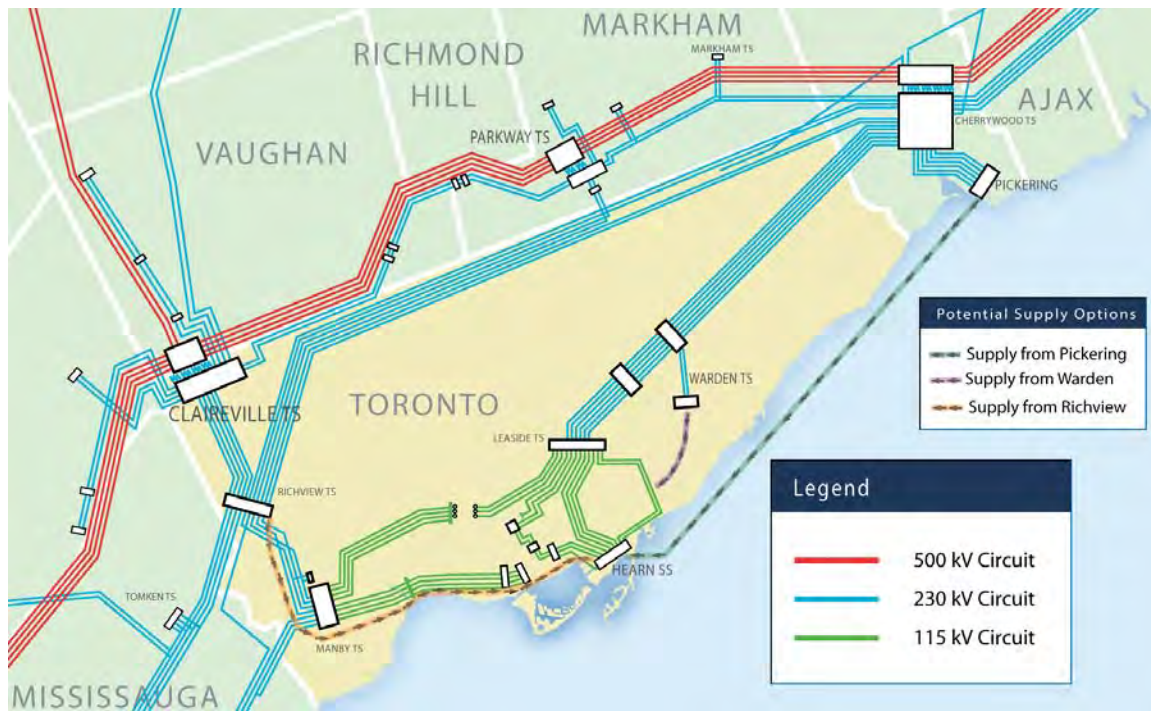 MARKHAM
RICHMOND
HILL
MARKHAM TS
AJAX
PARKWAY TS
CHERRYWOOD TS
VAUGHAN
PICKERING
Potential Supply Options
Supply from Pickering
Supply from Warden
Supply from Richview
WARDEN TS
TORONTO
CLAIREVILLE TS
LEASIDE TS
Legend
RICHVIEW TS
500 kV Circuit
HEARN SS
230 kV Circuit
TOMKEN TS
115 kV Circuit
MANBY TS
MISSISSAUGA